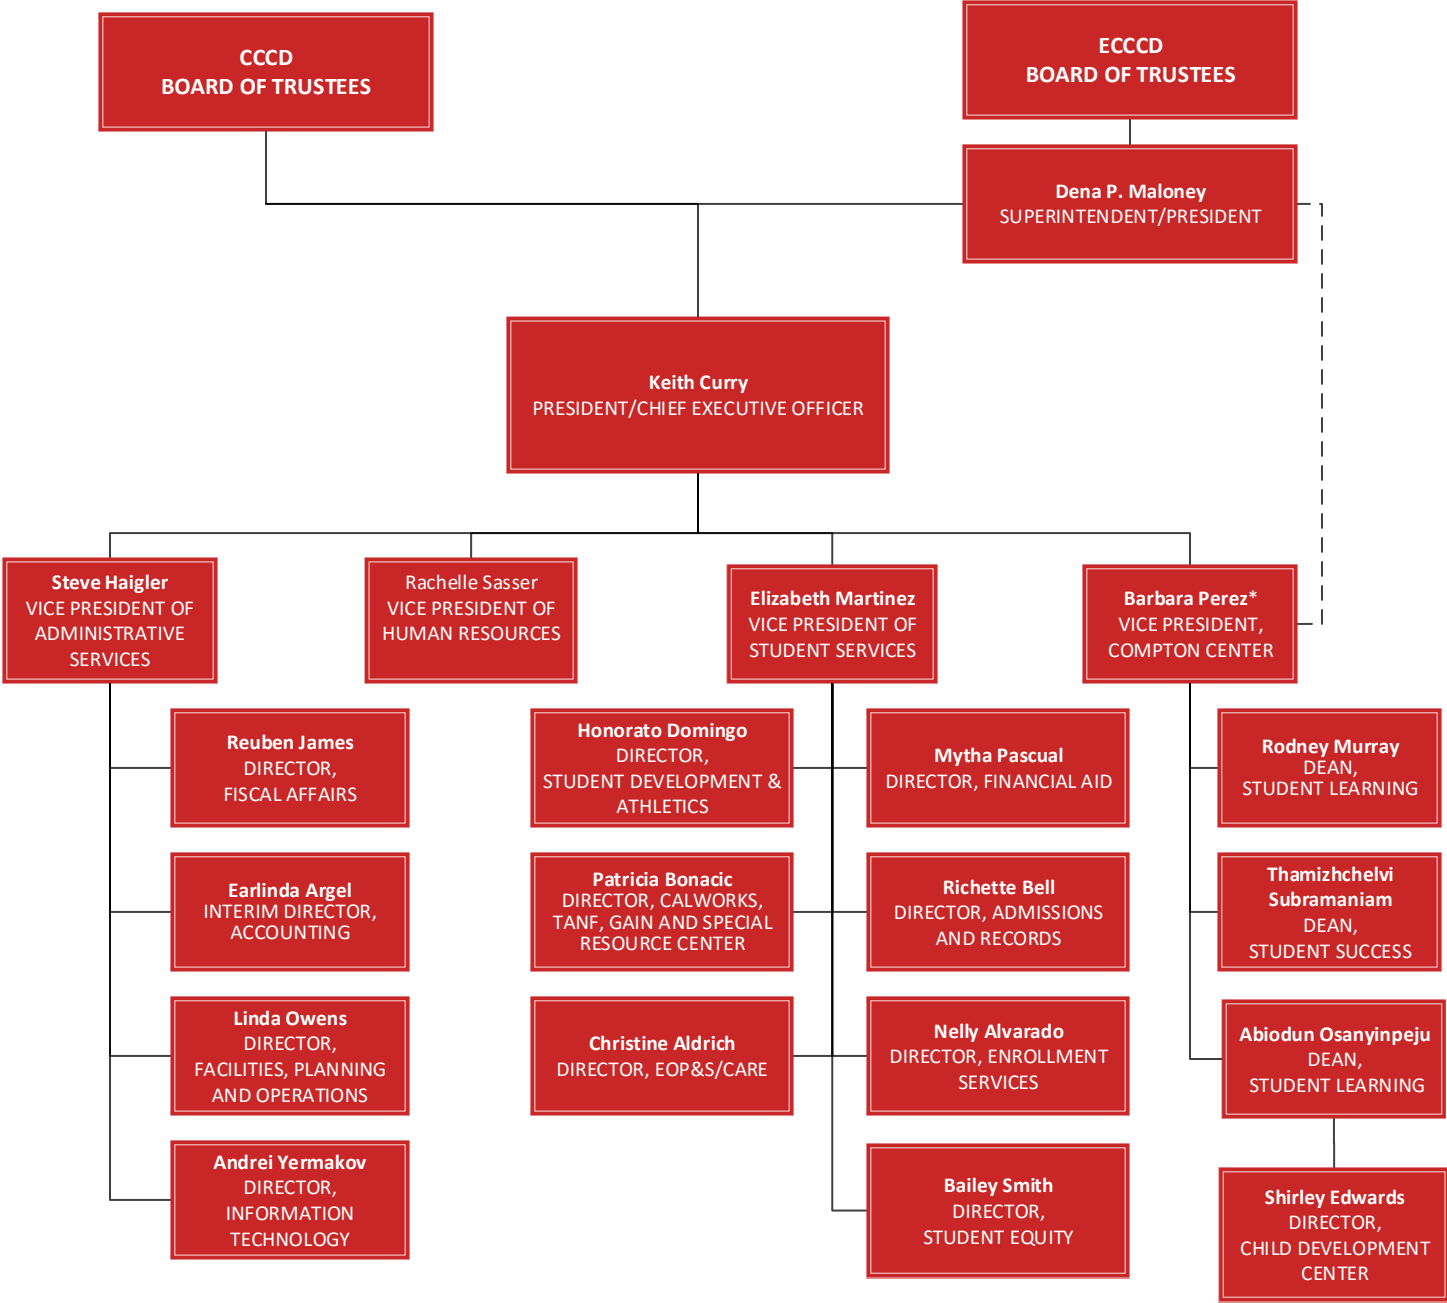 CCCD
BOARD OF TRUSTEES
ECCCD
BOARD OF TRUSTEES
Dena P. Maloney
SUPERINTENDENT/PRESIDENT
Keith Curry
PRESIDENT/CHIEF EXECUTIVE OFFICER
Steve Haigler
VICE PRESIDENT OF
ADMINISTRATIVE
SERVICES
Rachelle Sasser
VICE PRESIDENT OF
HUMAN RESOURCES
Elizabeth Martinez
VICE PRESIDENT OF
STUDENT SERVICES
Barbara Perez*
VICE PRESIDENT,
COMPTON CENTER
Reuben James
DIRECTOR,
FISCAL AFFAIRS
Honorato Domingo
DIRECTOR,
STUDENT DEVELOPMENT &
ATHLETICS
Mytha Pascual
DIRECTOR, FINANCIAL AID
Rodney Murray
DEAN,
STUDENT LEARNING
Earlinda Argel
INTERIM DIRECTOR,
ACCOUNTING
Patricia Bonacic
DIRECTOR, CALWORKS,
TANF, GAIN AND SPECIAL
RESOURCE CENTER
Richette Bell
DIRECTOR, ADMISSIONS
AND RECORDS
Thamizhchelvi
Subramaniam
DEAN,
STUDENT SUCCESS
Linda Owens
DIRECTOR,
FACILITIES, PLANNING
AND OPERATIONS
Christine Aldrich
DIRECTOR, EOP&S/CARE
Nelly Alvarado
DIRECTOR, ENROLLMENT
SERVICES
Abiodun Osanyinpeju
DEAN,
STUDENT LEARNING
Andrei Yermakov
DIRECTOR,
INFORMATION
TECHNOLOGY
Bailey Smith
DIRECTOR,
STUDENT EQUITY
Shirley Edwards
DIRECTOR,
CHILD DEVELOPMENT
CENTER